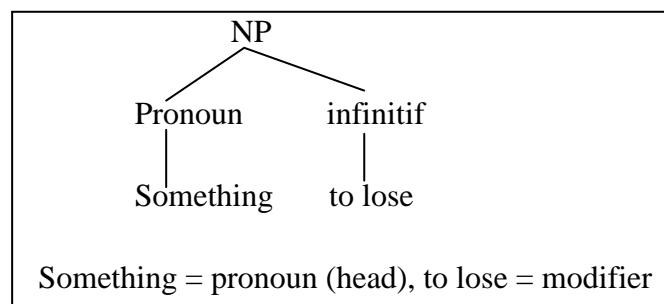 NP
Pronoun infinitif
Something to lose
Something = pronoun (head), to lose = modifier